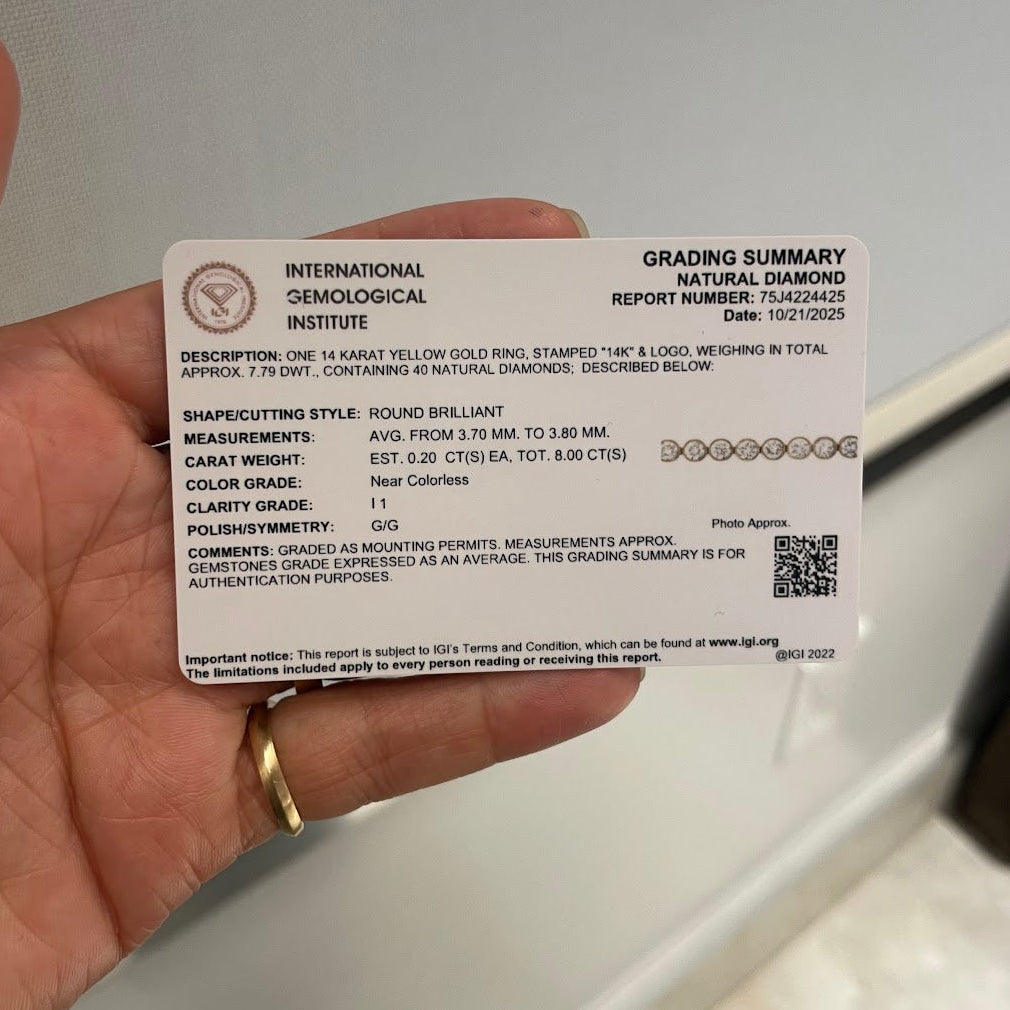 INTERNATIONAL
GEMOLOGICAL
INSTITUTE
GRADING SUMMARY
NATURAL DIAMOND
REPORT NUMBER: 75J4224425
Date: 10/21/2025
DESCRIPTION: ONE 14 KARAT YELLOW GOLD RING, STAMPED "14K" & LOGO, WEIGHING IN TOTAL
APPROX. 7.79 DWT., CONTAINING 40 NATURAL DIAMONDS; DESCRIBED BELOW:
SHAPE/CUTTING STYLE: ROUND BRILLIANT
MEASUREMENTS: AVG. FROM 3.70 MM. TO 3.80 MM.
CARAT WEIGHT: EST. 0.20 CT(S) EA, TOT. 8.00 CT(S)
COLOR GRADE: Near Colorless
CLARITY GRADE: I 1
POLISH/SYMMETRY: G/G
COMMENTS: GRADED AS MOUNTING PERMITS. MEASUREMENTS APPROX.
GEMSTONES GRADE EXPRESSED AS AN AVERAGE. THIS GRADING SUMMARY IS FOR
AUTHENTICATION PURPOSES.
Photo Approx.
Important notice: This report is subject to IGI's Terms and Condition, which can be found at www.igi.org
The limitations included apply to every person reading or receiving this report.
@IGI 2022